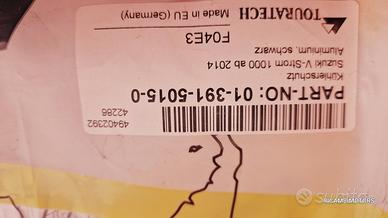 PART-NO: 01-391-5015-0
Kühlerschutz
Suzuki V-Strom 1000 ab 2014
Aluminium, schwarz
F04E3
TOURATECH
Made in EU (Germany)
49402392
42286
subito
RICAMBIMOTORS